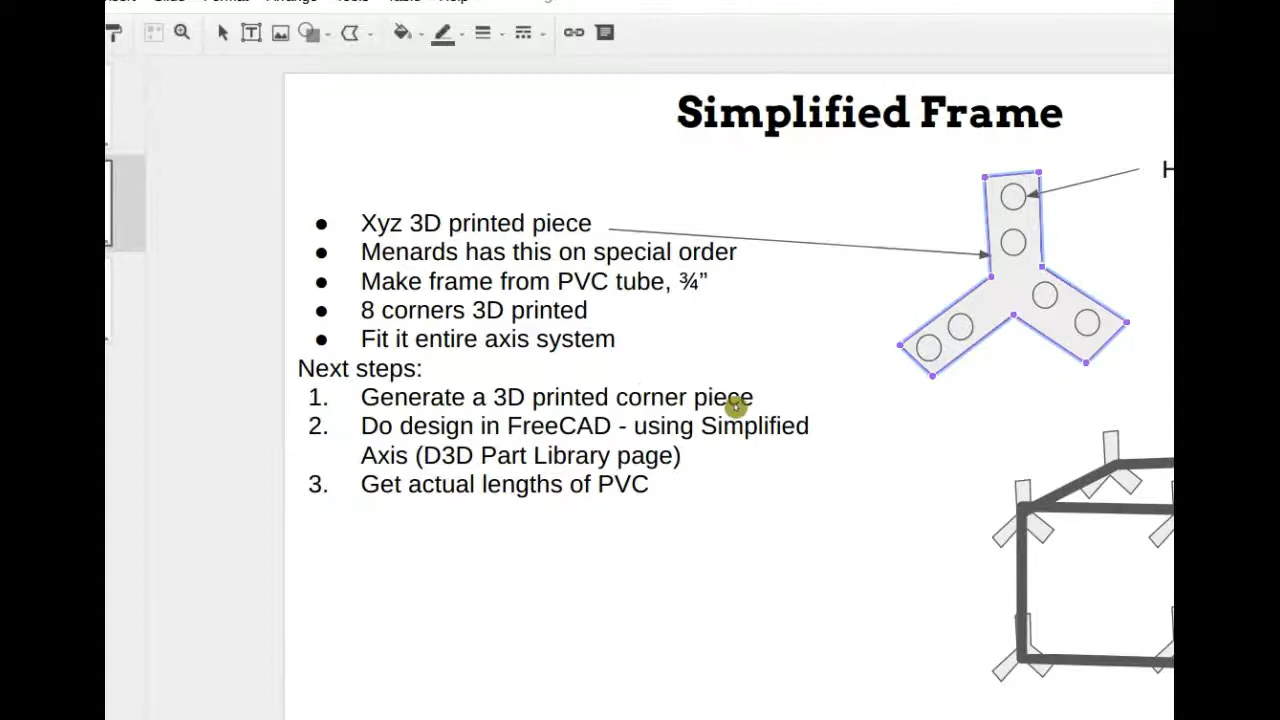 Simplified Frame
H
● Xyz 3D printed piece
● Menards has this on special order
● Make frame from PVC tube, ¾”
● 8 corners 3D printed
● Fit it entire axis system
Next steps:
1. Generate a 3D printed corner piece
2. Do design in FreeCAD - using Simplified
Axis (D3D Part Library page)
3. Get actual lengths of PVC